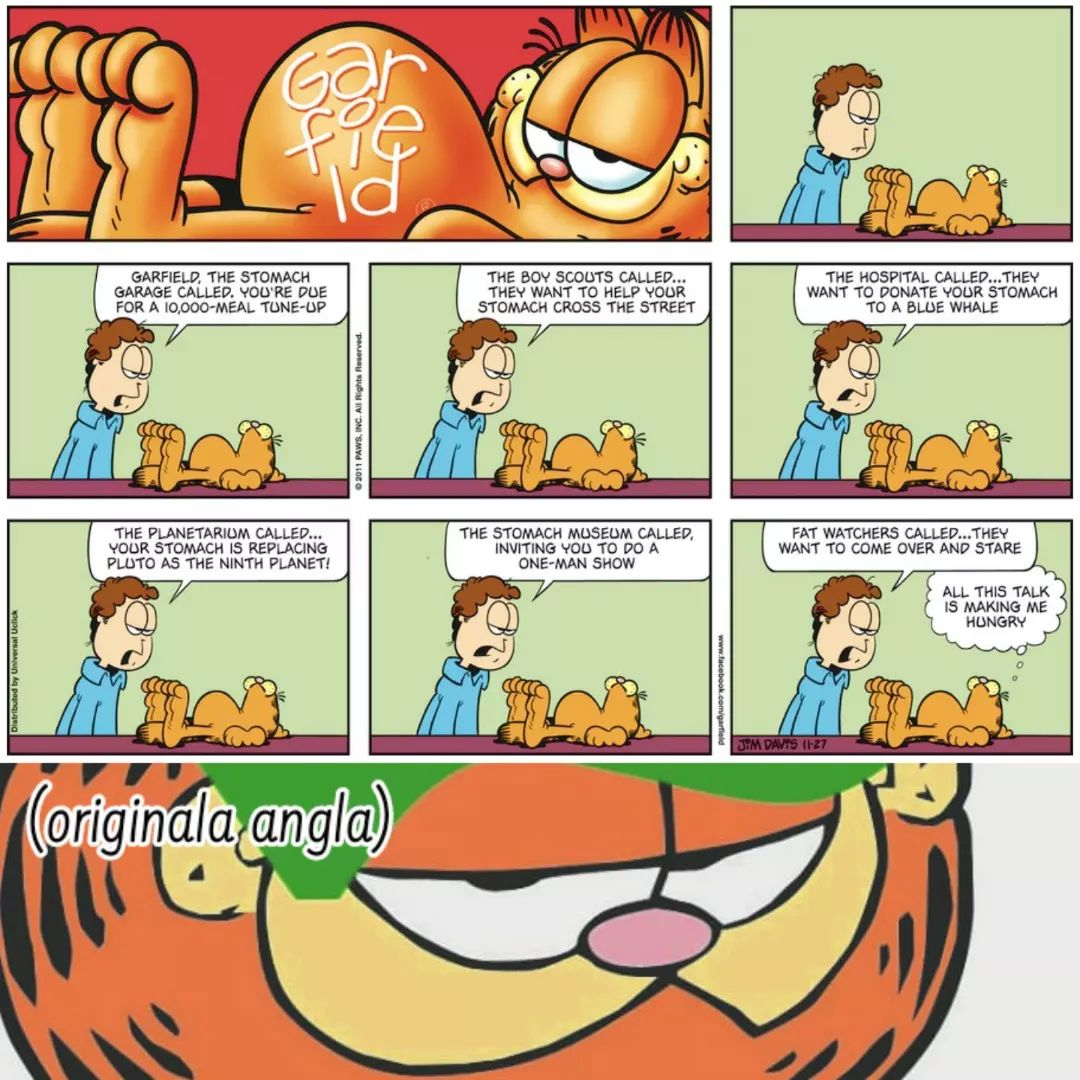 Gar
fie
ld
®
GARFIELD, THE STOMACH
GARAGE CALLED. YOU'RE DUE
FOR A 10,000-MEAL TUNE-UP
© 2011 PAWS, INC. All Rights Reserved.
THE BOY SCOUTS CALLED...
THEY WANT TO HELP YOUR
STOMACH CROSS THE STREET
THE HOSPITAL CALLED...THEY
WANT TO DONATE YOUR STOMACH
TO A BLUE WHALE
Distributed by Universal Uclick
THE PLANETARIUM CALLED...
YOUR STOMACH IS REPLACING
PLUTO AS THE NINTH PLANET!
THE STOMACH MUSEUM CALLED,
INVITING YOU TO DO A
ONE-MAN SHOW
www.facebook.com/garfield
FAT WATCHERS CALLED...THEY
WANT TO COME OVER AND STARE
ALL THIS TALK
IS MAKING ME
HUNGRY
JIM DAVIS 11-27
(originala angla)